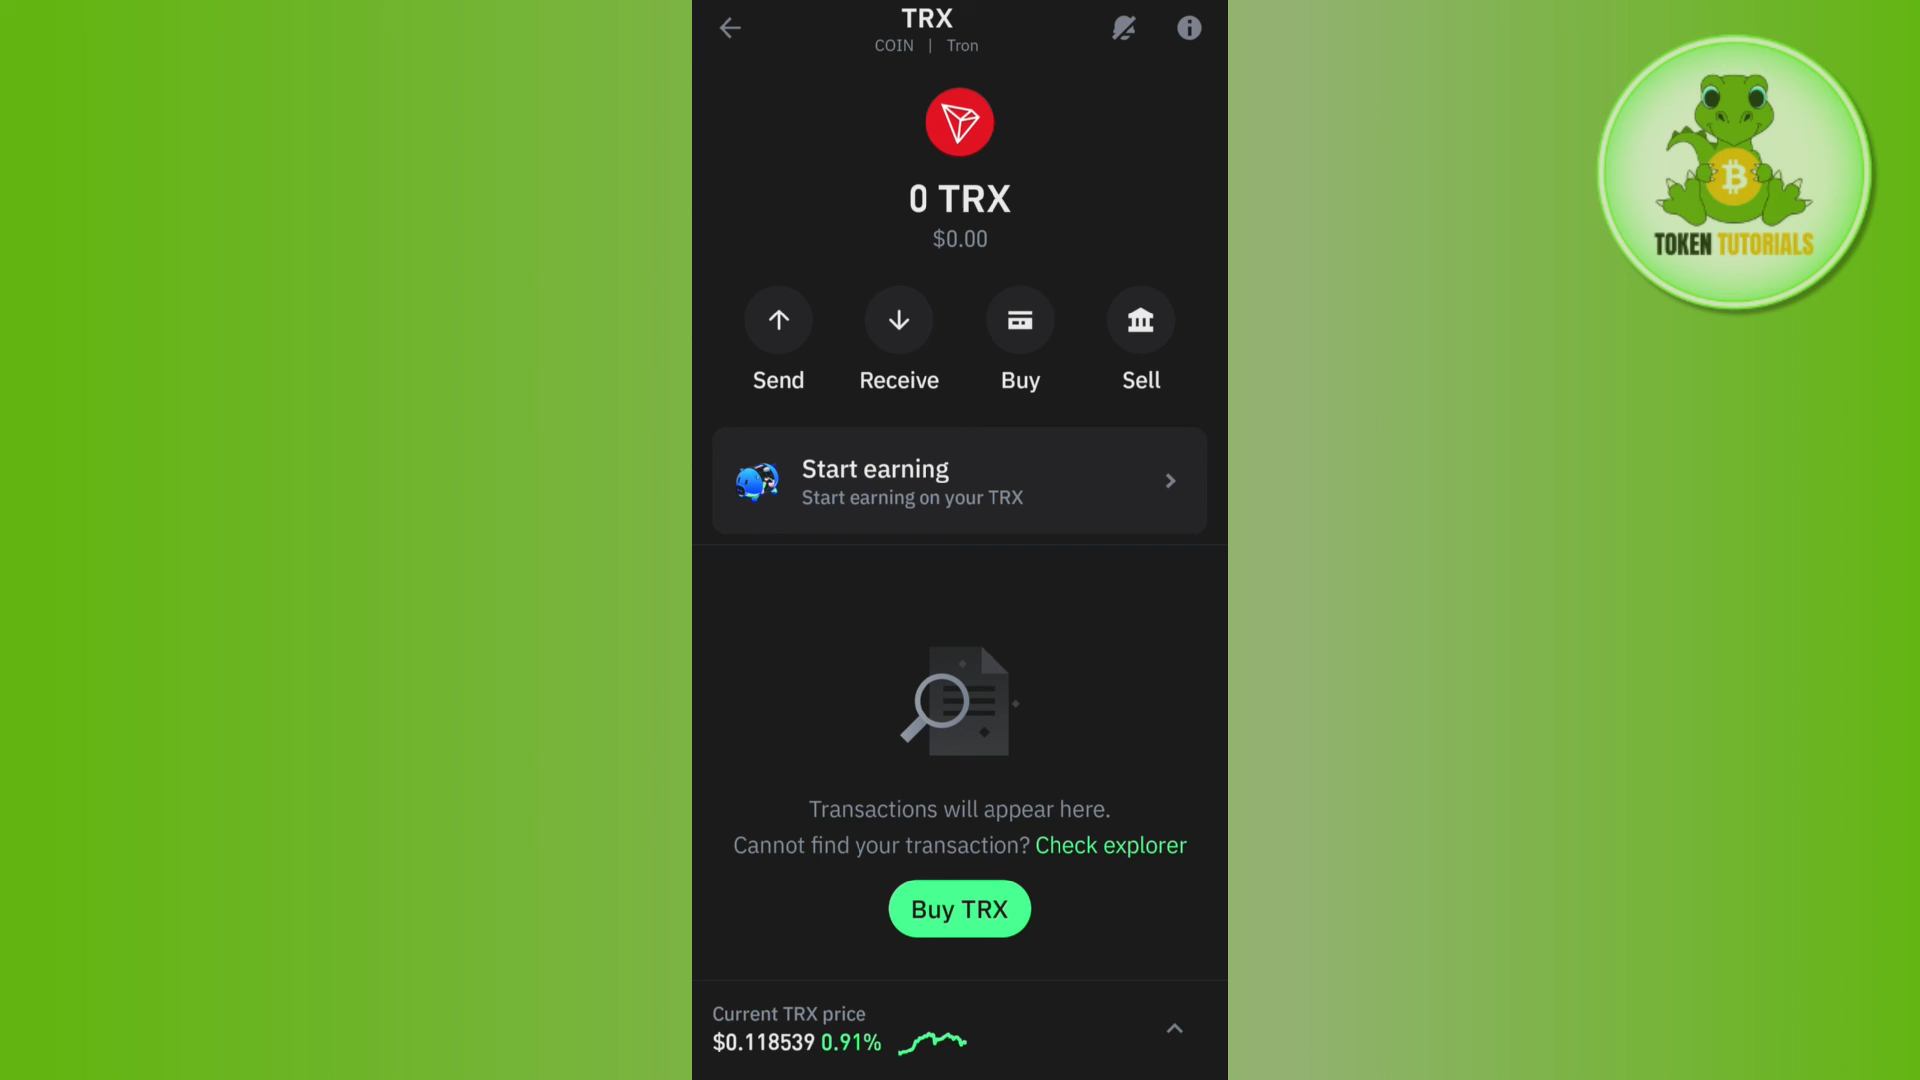 TRX
COIN | Tron
0 TRX
$0.00
Send Receive Buy Sell
Start earning
Start earning on your TRX
Transactions will appear here.
Cannot find your transaction? Check explorer
Buy TRX
Current TRX price
$0.118539 0.91%
TOKEN TUTORIALS